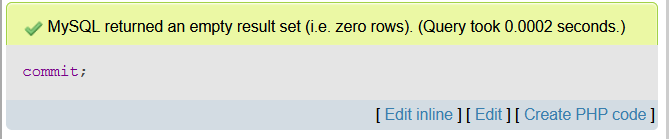 MySQL returned an empty result set (i.e. zero rows). (Query took 0.0002 seconds.)
commit;
[ Edit inline ] [ Edit ] [ Create PHP code ]